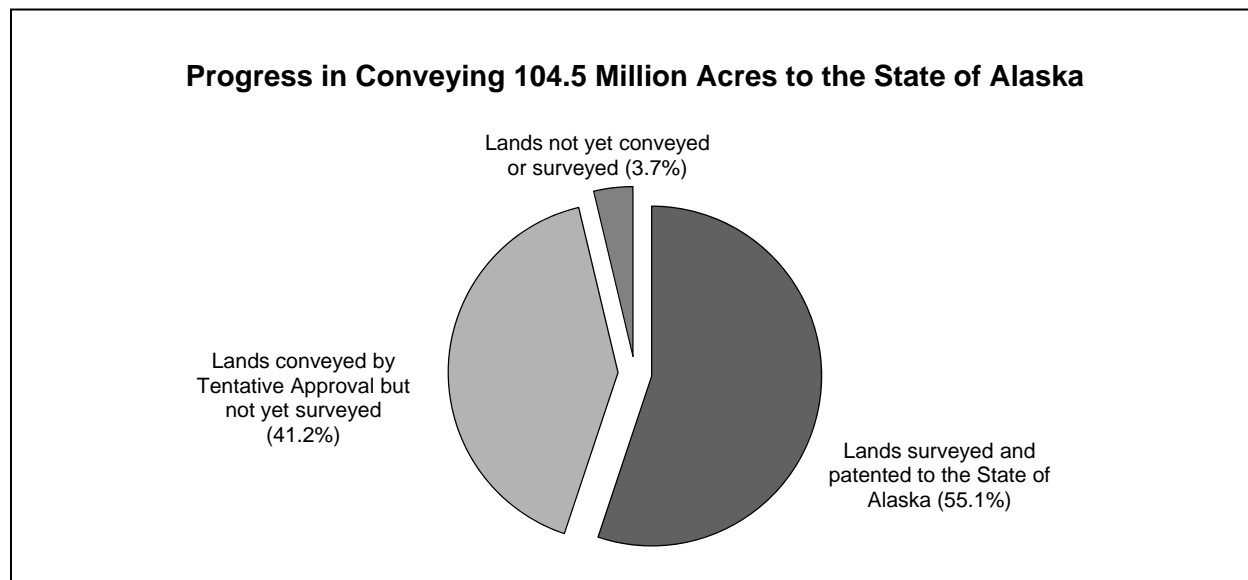 Progress in Conveying 104.5 Million Acres to the State of Alaska
Lands not yet conveyed
or surveyed (3.7%)
Lands conveyed by
Tentative Approval but
not yet surveyed
(41.2%)
Lands surveyed and
patented to the State of
Alaska (55.1%)